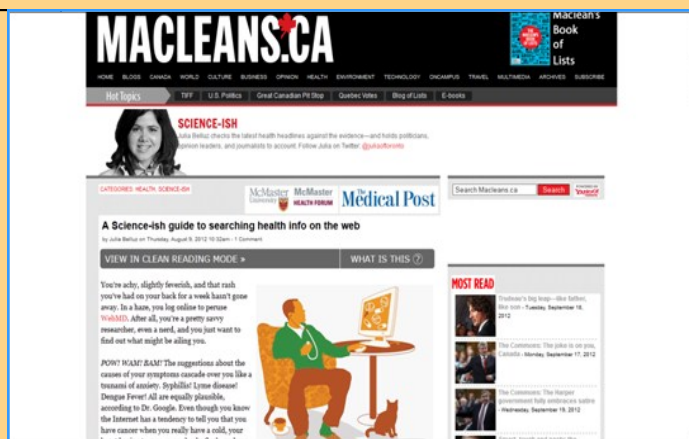 MACLEANS.CA
Maclean's
Book
of
Lists
HOME BLOGS CANADA WORLD CULTURE BUSINESS OPINION HEALTH ENVIRONMENT TECHNOLOGY ONCAMPUS TRAVEL MULTIMEDIA ARCHIVES SUBSCRIBE
Hot Topics TIFF U.S. Politics Great Canadian Pit Stop Quebec Votes Blog of Lists E-books
SCIENCE-ISH
Julia Belluz checks the latest health headlines against the evidence—and holds politicians,
opinion leaders, and journalists to account. Follow Julia on Twitter: @juliaoftoronto
CATEGORIES: HEALTH, SCIENCE-ISH
McMaster University McMaster HEALTH FORUM The Medical Post
Search Macleans.ca Search POWERED BY YAHOO!
A Science-ish guide to searching health info on the web
by Julia Belluz on Thursday, August 9, 2012 10:32am - 1 Comment
VIEW IN CLEAN READING MODE » WHAT IS THIS ?
You're achy, slightly feverish, and that rash
you've had on your back for a week hasn't gone
away. In a haze, you log online to peruse
WebMD. After all, you're a pretty savvy
researcher, even a nerd, and you just want to
find out what might be ailing you.
POW! WAM! BAM! The suggestions about the
causes of your symptoms cascade over you like a
tsunami of anxiety. Syphillis! Lyme disease!
Dengue Fever! All are equally plausible,
according to Dr. Google. Even though you know
the Internet has a tendency to tell you that you
have cancer when you really have a cold, your
MOST READ
Trudeau's big leap—like father,
like son - Tuesday, September 18,
2012
The Commons: The joke is on you,
Canada - Monday, September 17, 2012
The Commons: The Harper
government fully embraces satire
- Wednesday, September 19, 2012